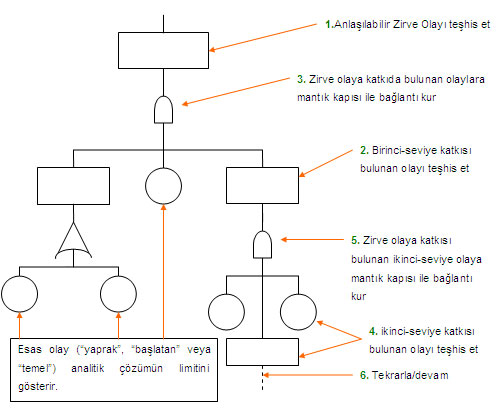 1.Anlaşılabilir Zirve Olayı teşhis et
3. Zirve olaya katkıda bulunan olaylara
mantık kapısı ile bağlantı kur
2. Birinci-seviye katkısı
bulunan olayı teşhis et
5. Zirve olaya katkısı
bulunan ikinci-seviye olaya
mantık kapısı ile bağlantı
kur
4. ikinci-seviye katkısı
bulunan olayı teşhis et
6. Tekrarla/devam
Esas olay ("yaprak", "başlatan" veya
"temel") analitik çözümün limitini
gösterir.